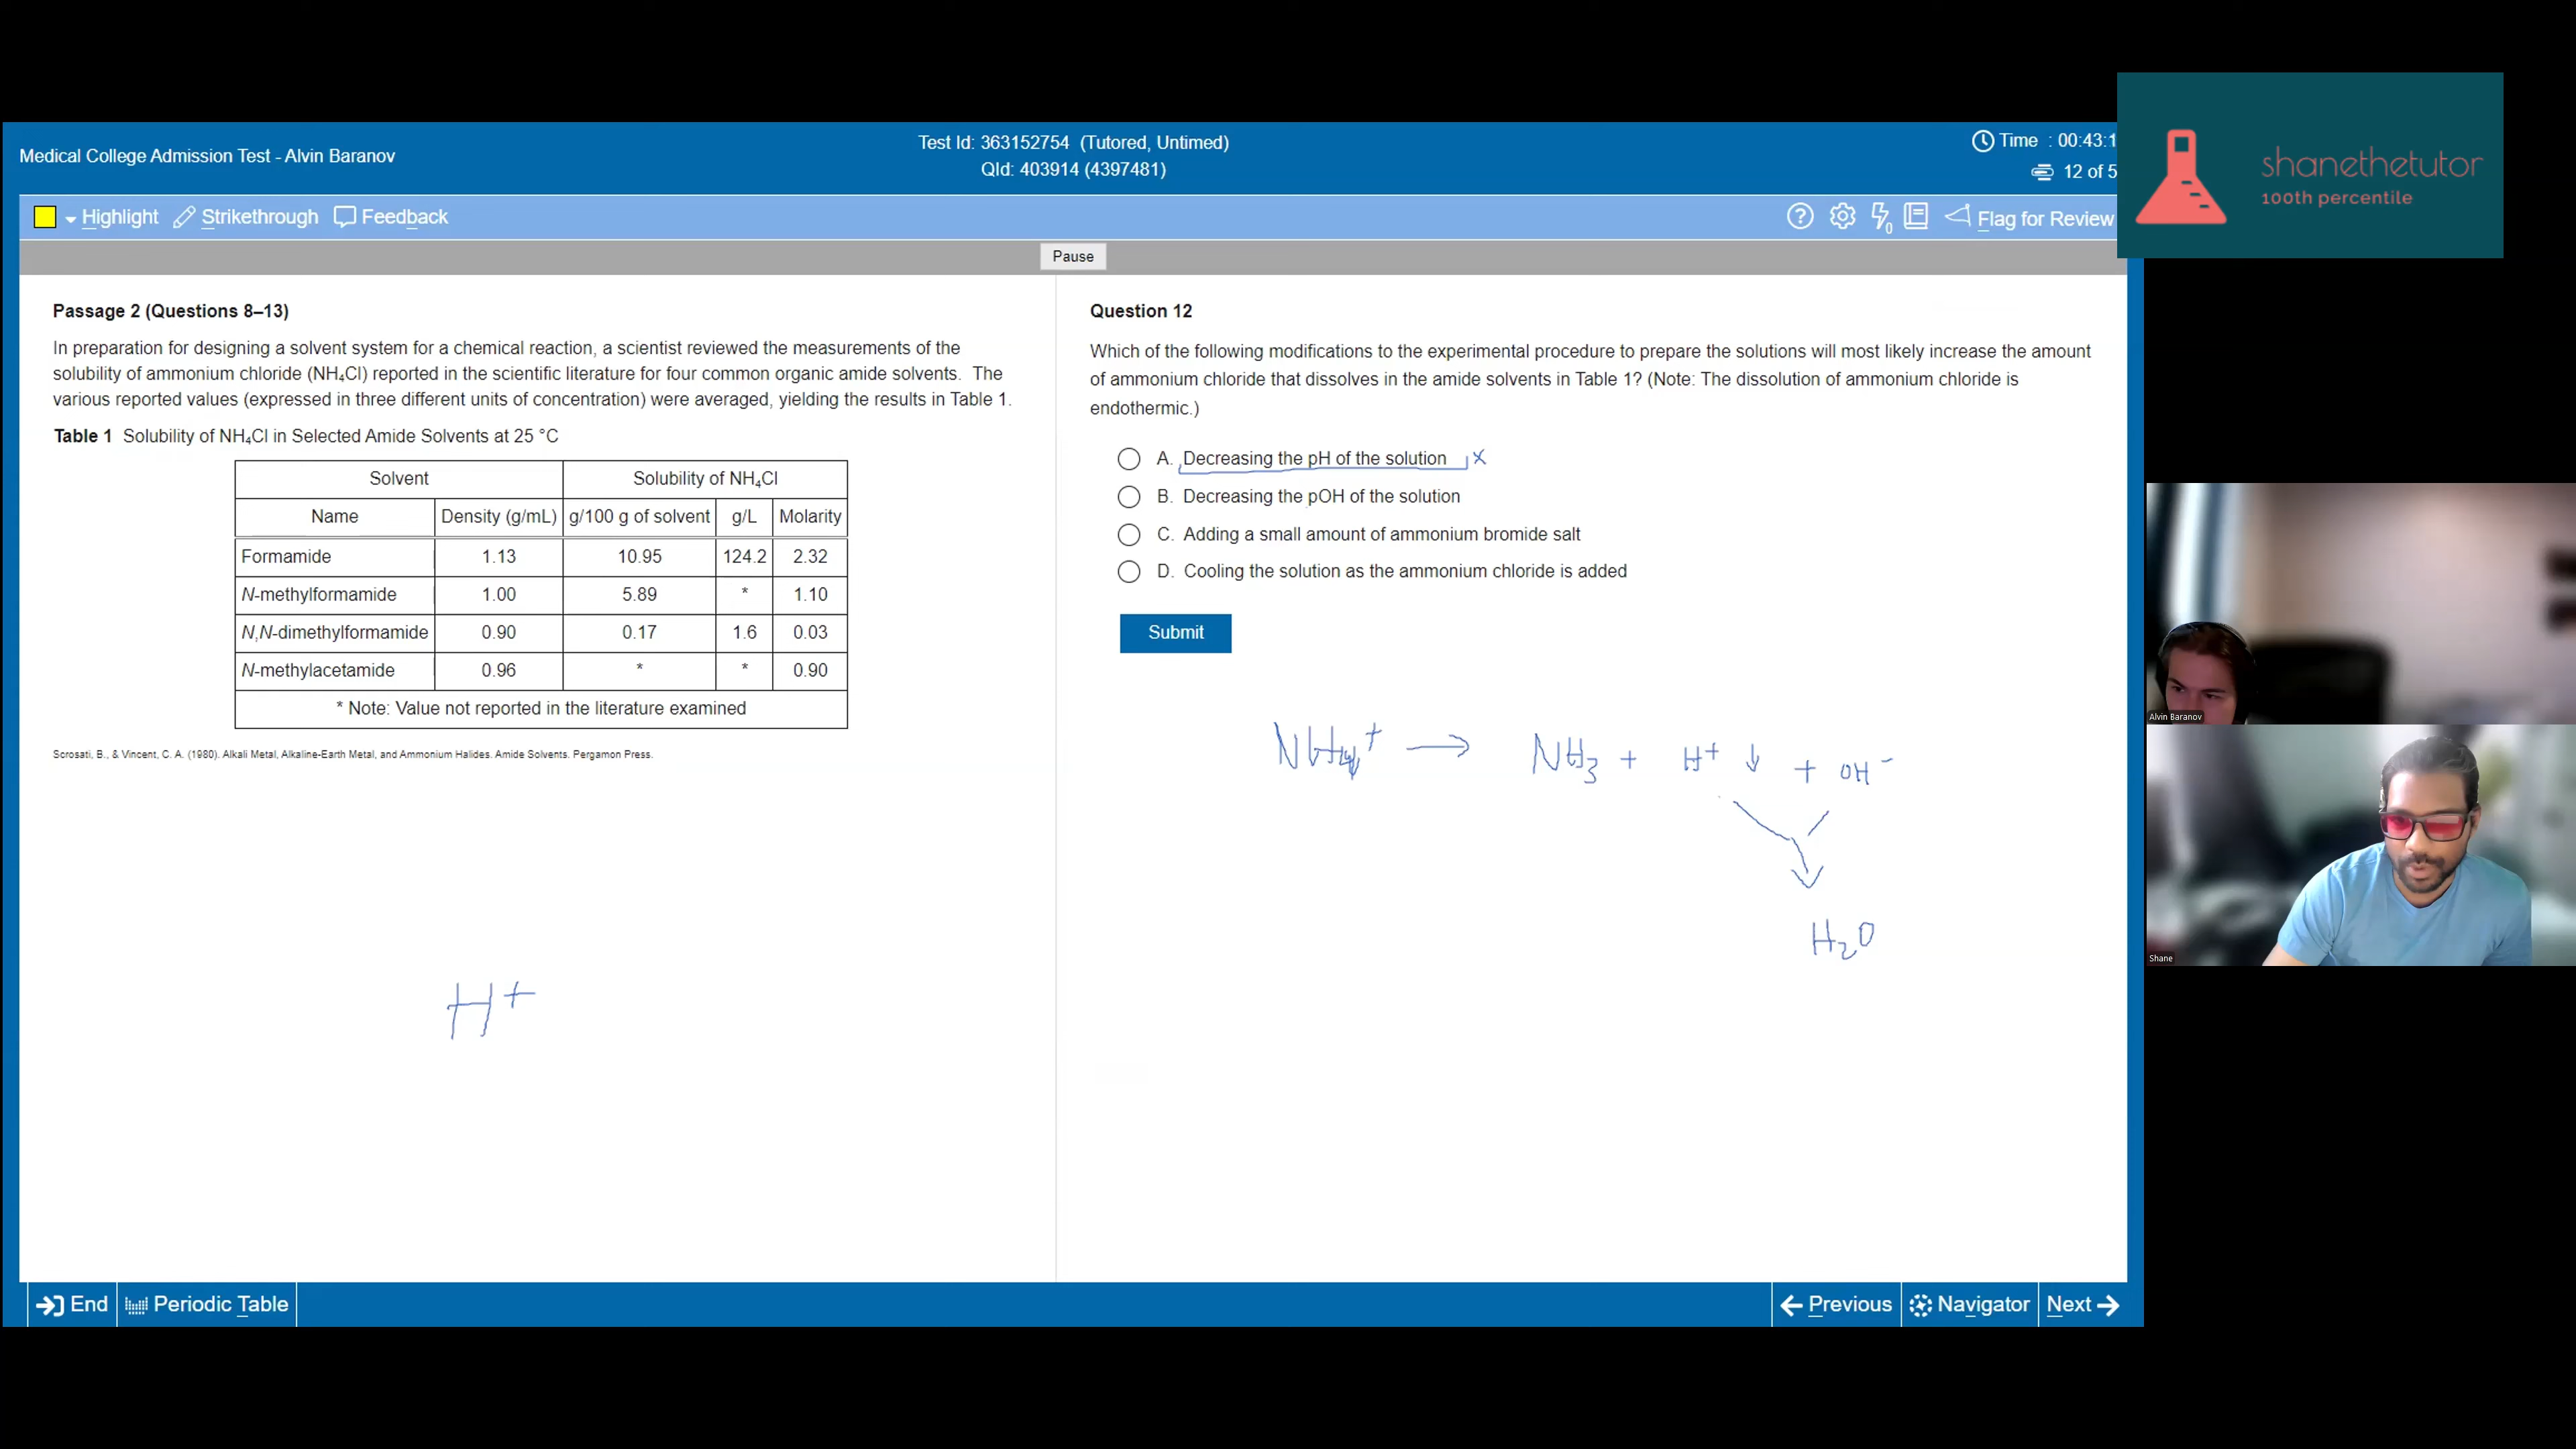 shanethetutor
100th percentile
Medical College Admission Test - Alvin Baranov
Test Id: 363152754 (Tutored, Untimed)
QId: 403914 (4397481)
Time : 00:43:1
12 of 5
Highlight Strikethrough Feedback
0 Flag for Review
Pause
Passage 2 (Questions 8–13)
In preparation for designing a solvent system for a chemical reaction, a scientist reviewed the measurements of the
solubility of ammonium chloride (NH₄Cl) reported in the scientific literature for four common organic amide solvents. The
various reported values (expressed in three different units of concentration) were averaged, yielding the results in Table 1.
Table 1 Solubility of NH₄Cl in Selected Amide Solvents at 25 °C
Solvent Solubility of NH₄Cl
Name Density (g/mL) g/100 g of solvent g/L Molarity
Formamide 1.13 10.95 124.2 2.32
N-methylformamide 1.00 5.89 * 1.10
N,N-dimethylformamide 0.90 0.17 1.6 0.03
N-methylacetamide 0.96 * * 0.90
* Note: Value not reported in the literature examined
Scrosati, B., & Vincent, C. A. (1980). Alkali Metal, Alkaline-Earth Metal, and Ammonium Halides. Amide Solvents. Pergamon Press.
H⁺
Question 12
Which of the following modifications to the experimental procedure to prepare the solutions will most likely increase the amount
of ammonium chloride that dissolves in the amide solvents in Table 1? (Note: The dissolution of ammonium chloride is
endothermic.)
A. Decreasing the pH of the solution x
B. Decreasing the pOH of the solution
C. Adding a small amount of ammonium bromide salt
D. Cooling the solution as the ammonium chloride is added
Submit
NH₄⁺ → NH₃ + H⁺ ↓ + OH⁻
H₂O
Alvin Baranov
Shane
End Periodic Table
Previous Navigator Next